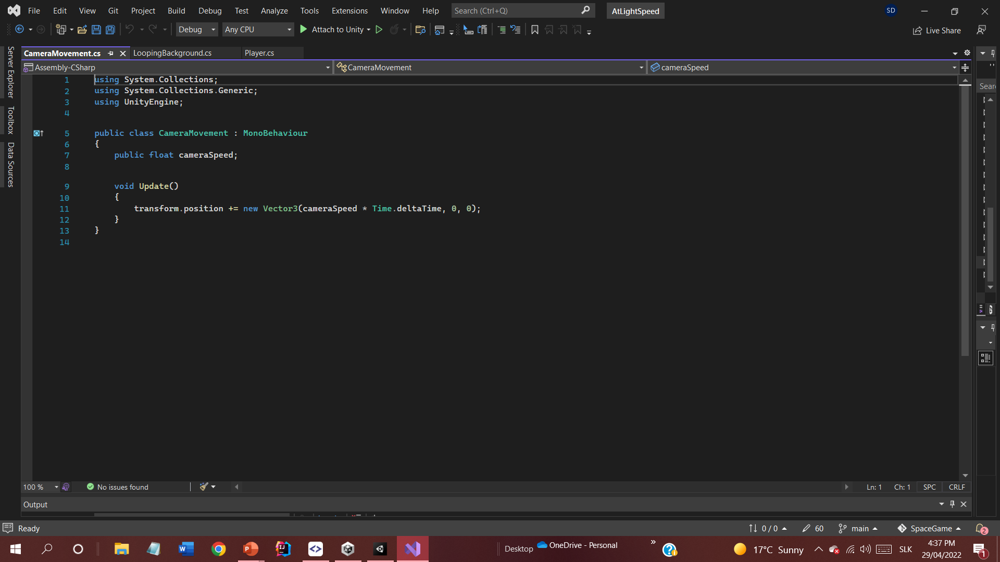 File Edit View Git Project Build Debug Test Analyze Tools Extensions Window Help Search (Ctrl+Q) AtLightSpeed SD
Debug Any CPU Attach to Unity Live Share
Server Explorer
Toolbox
Data Sources
CameraMovement.cs LoopingBackground.cs Player.cs
Assembly-CSharp CameraMovement cameraSpeed
1 using System.Collections;
2 using System.Collections.Generic;
3 using UnityEngine;
4
5 public class CameraMovement : MonoBehaviour
6 {
7 public float cameraSpeed;
8
9 void Update()
10 {
11 transform.position += new Vector3(cameraSpeed * Time.deltaTime, 0, 0);
12 }
13 }
14
100 % No issues found Ln: 1 Ch: 1 SPC CRLF
Output
Ready 0 / 0 60 main SpaceGame 2
Desktop OneDrive - Personal 17°C Sunny SLK 4:37 PM
29/04/2022 1